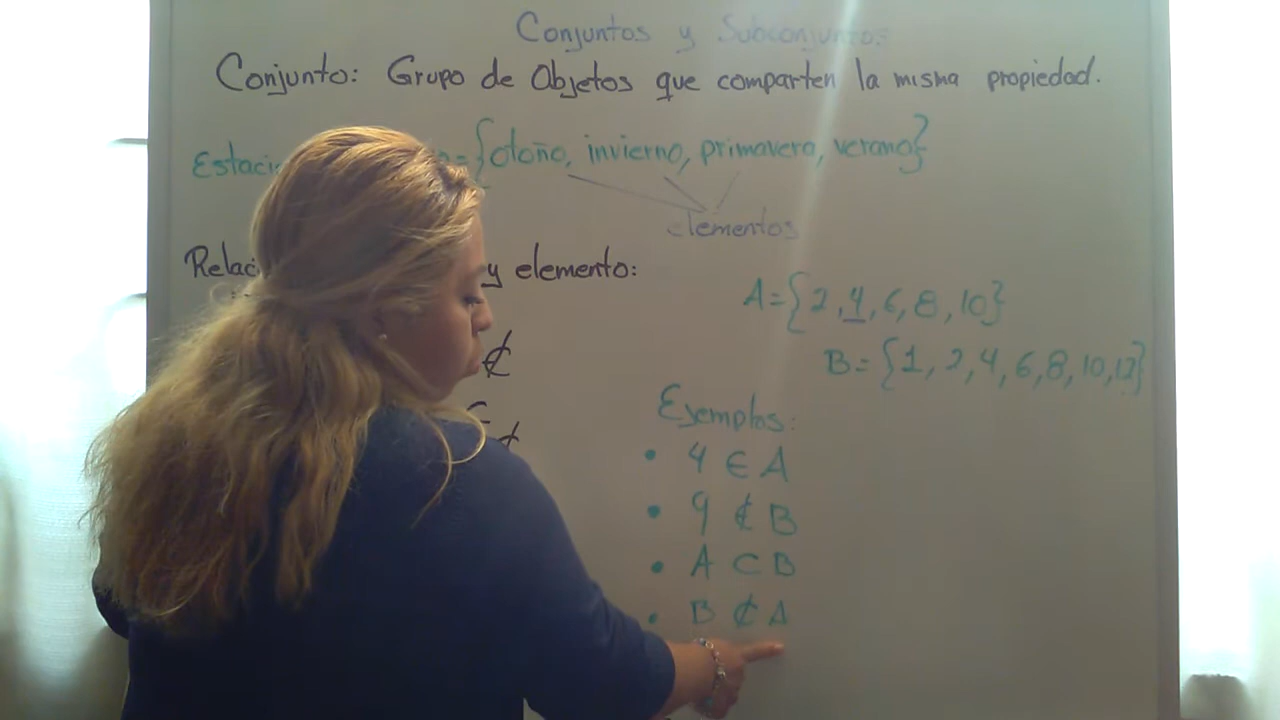 Conjuntos y Subconjuntos
Conjunto: Grupo de Objetos que comparten la misma propiedad.
={otoño, invierno, primavera, verano}
elementos
y elemento:
A={2,4,6,8,10}
B={1,2,4,6,8,10,12}
⊄
Ejemplos:
• 4 ∈ A
• 9 ∉ B
• A ⊂ B
• B ⊄ A